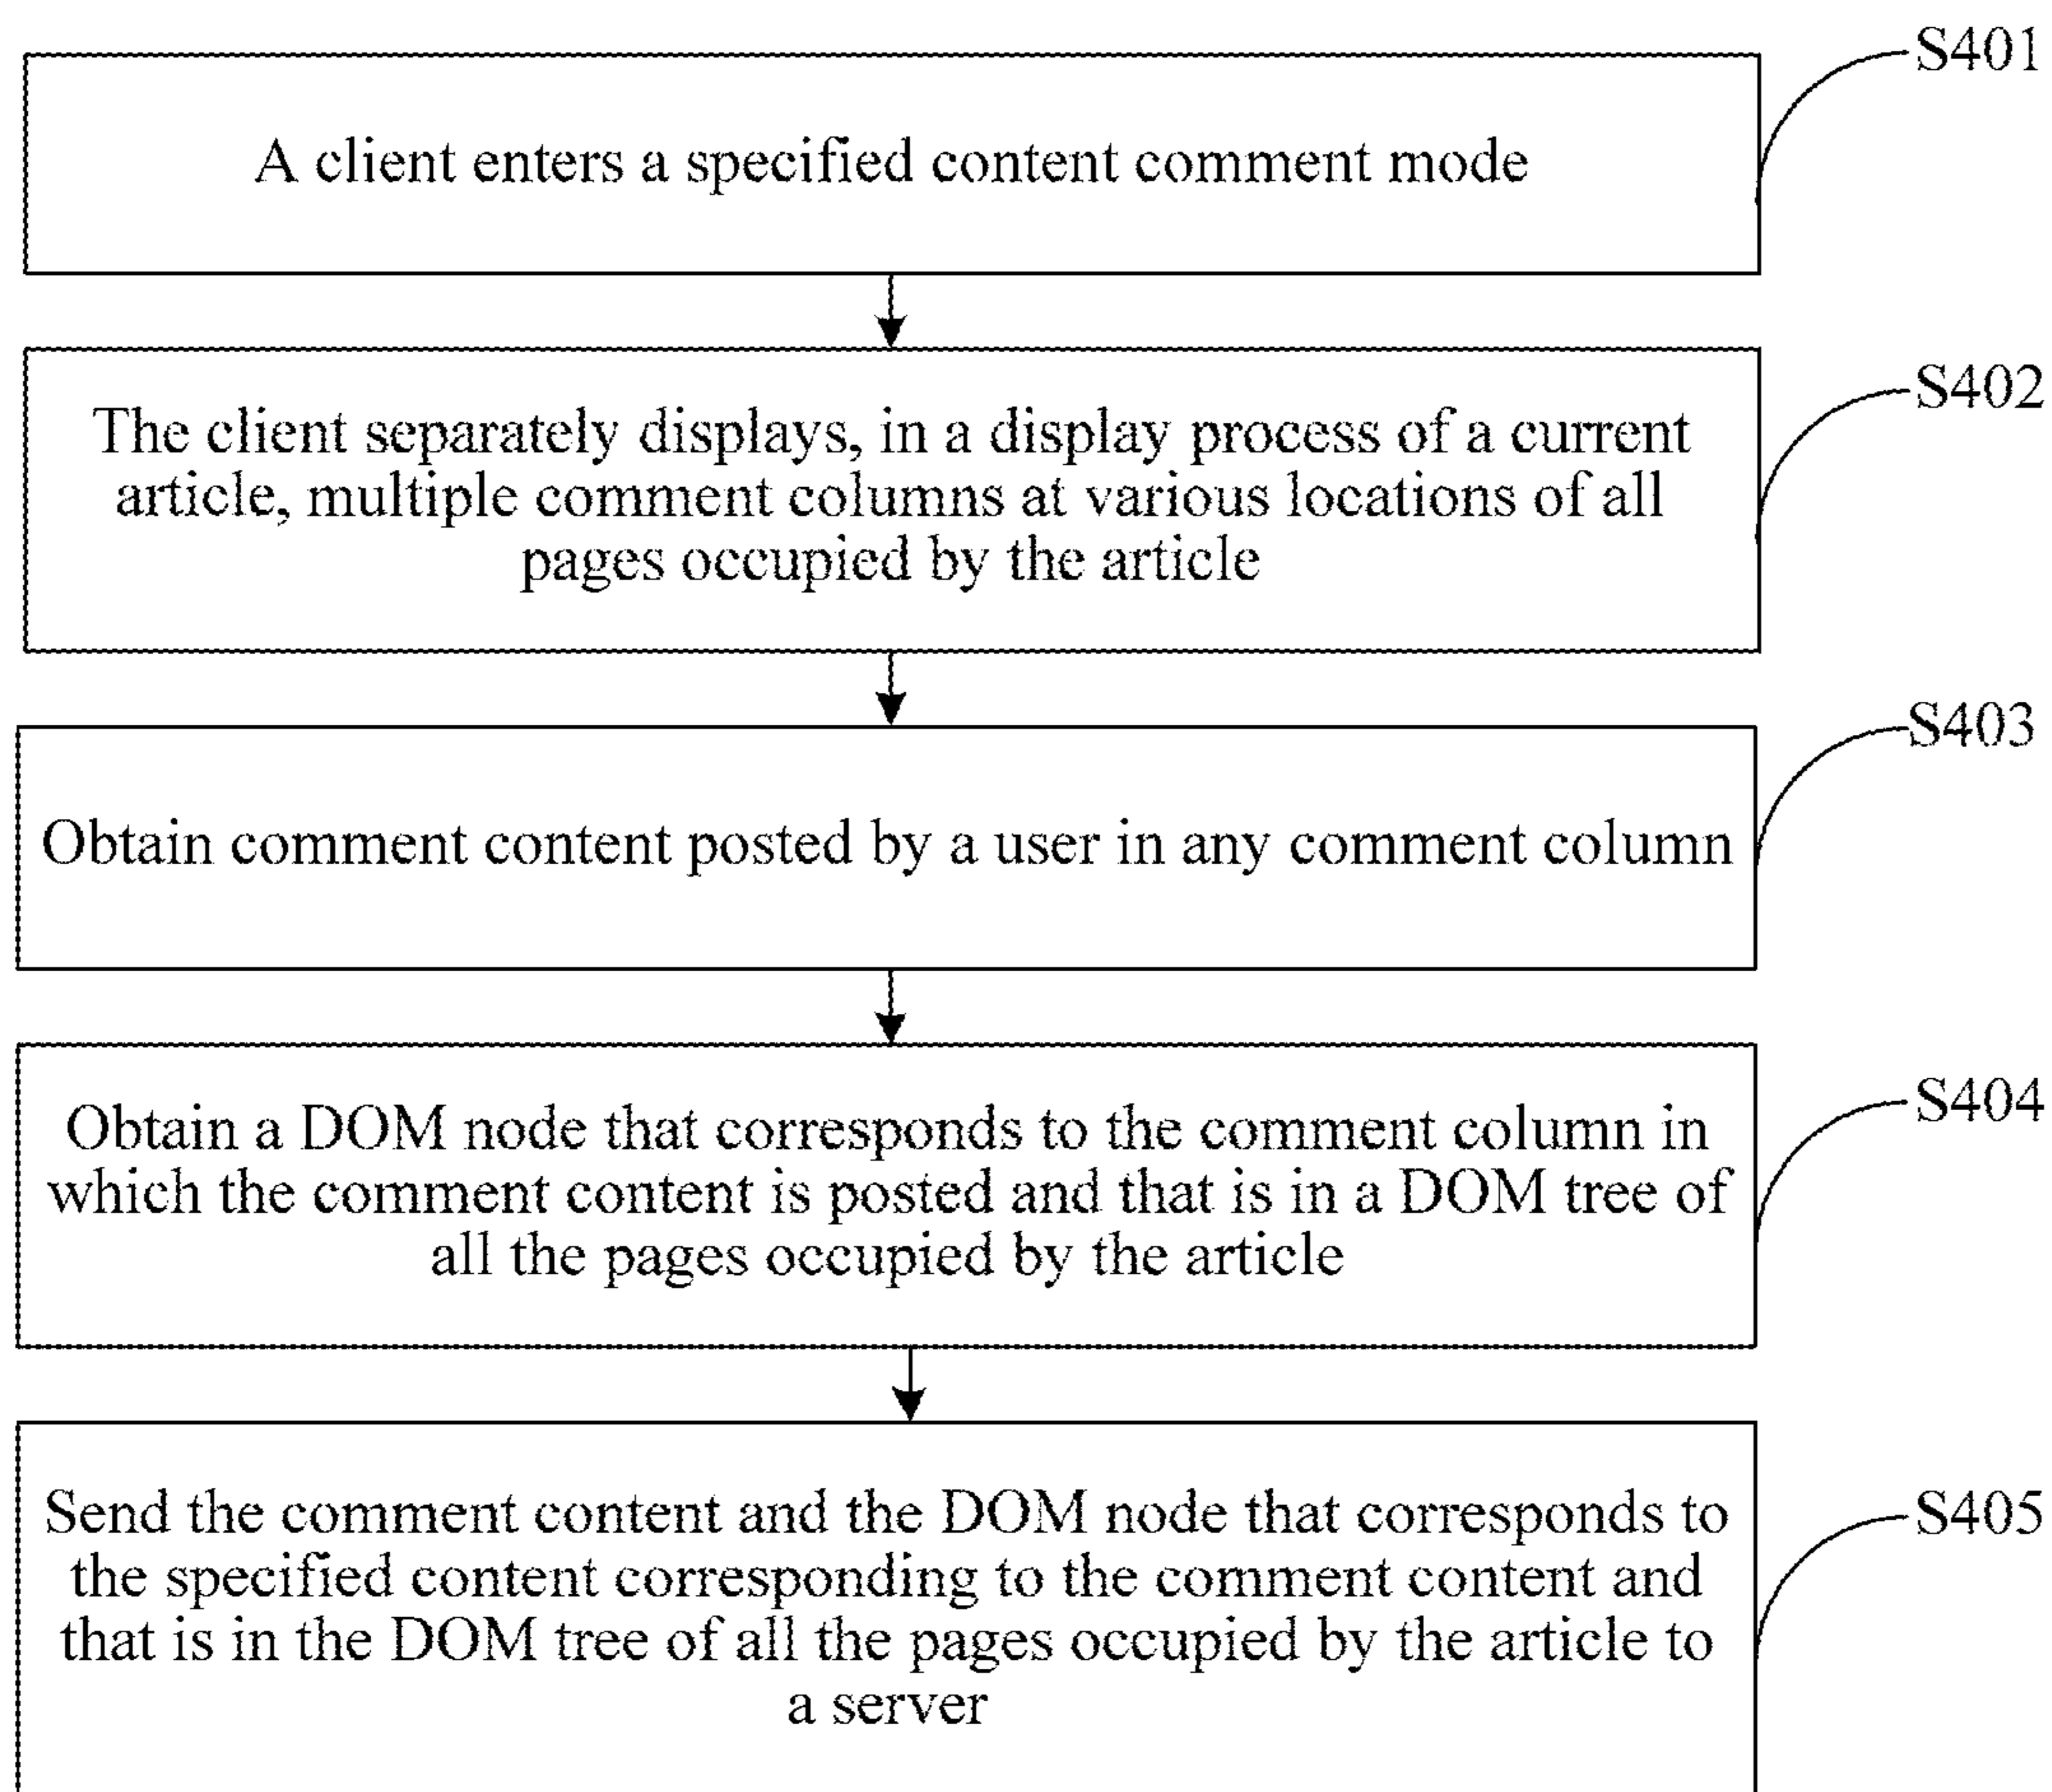 S401
A client enters a specified content comment mode
S402
The client separately displays, in a display process of a current
article, multiple comment columns at various locations of all
pages occupied by the article
S403
Obtain comment content posted by a user in any comment column
S404
Obtain a DOM node that corresponds to the comment column in
which the comment content is posted and that is in a DOM tree of
all the pages occupied by the article
S405
Send the comment content and the DOM node that corresponds to
the specified content corresponding to the comment content and
that is in the DOM tree of all the pages occupied by the article to
a server